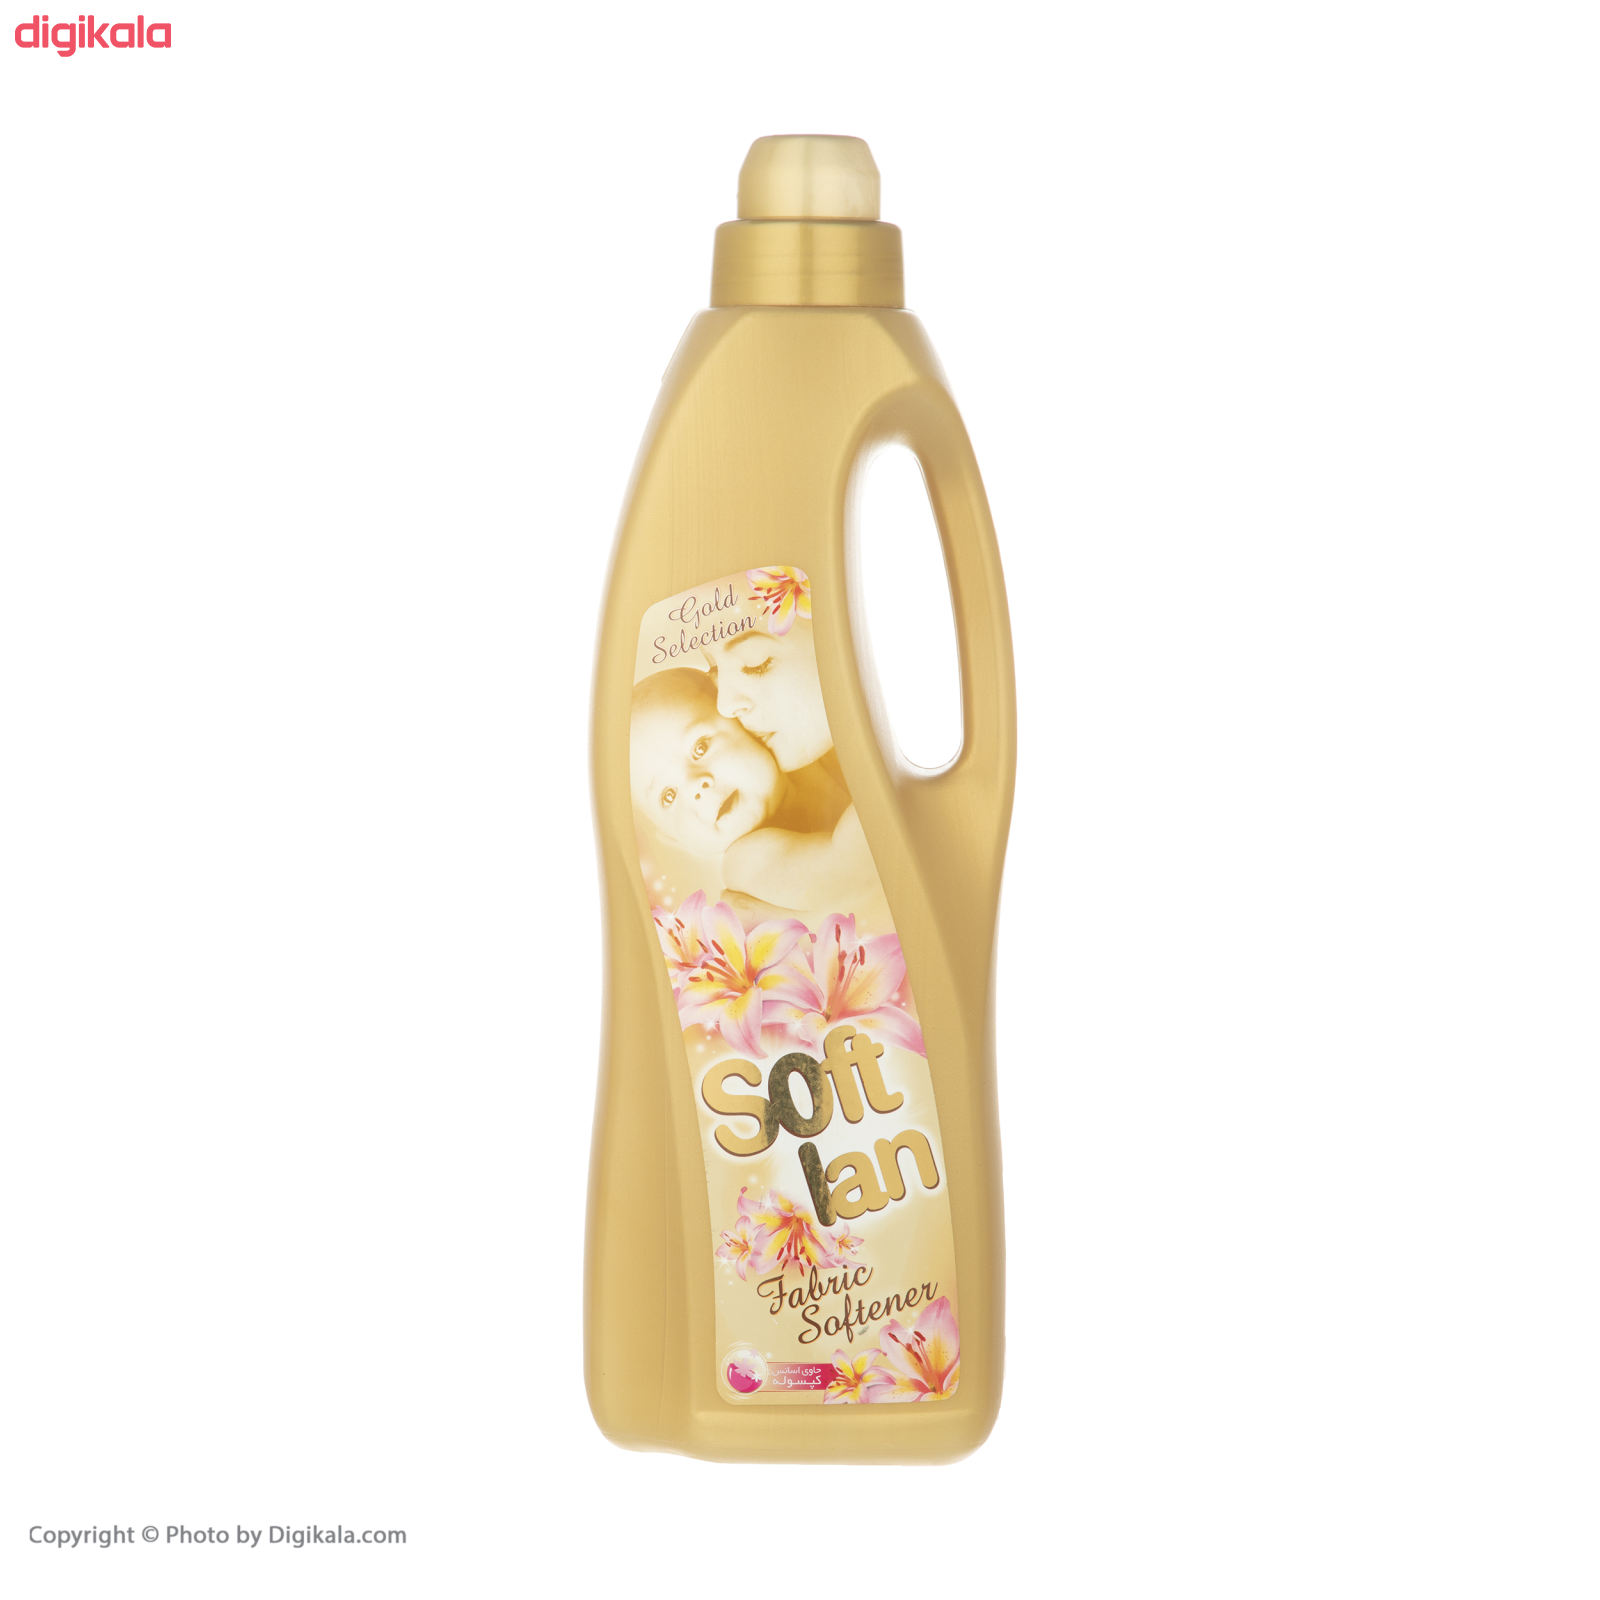 digikala
Gold
Selection
Soft
lan
Fabric
Softener
حاوی اسانس
کپسوله
Copyright © Photo by Digikala.com